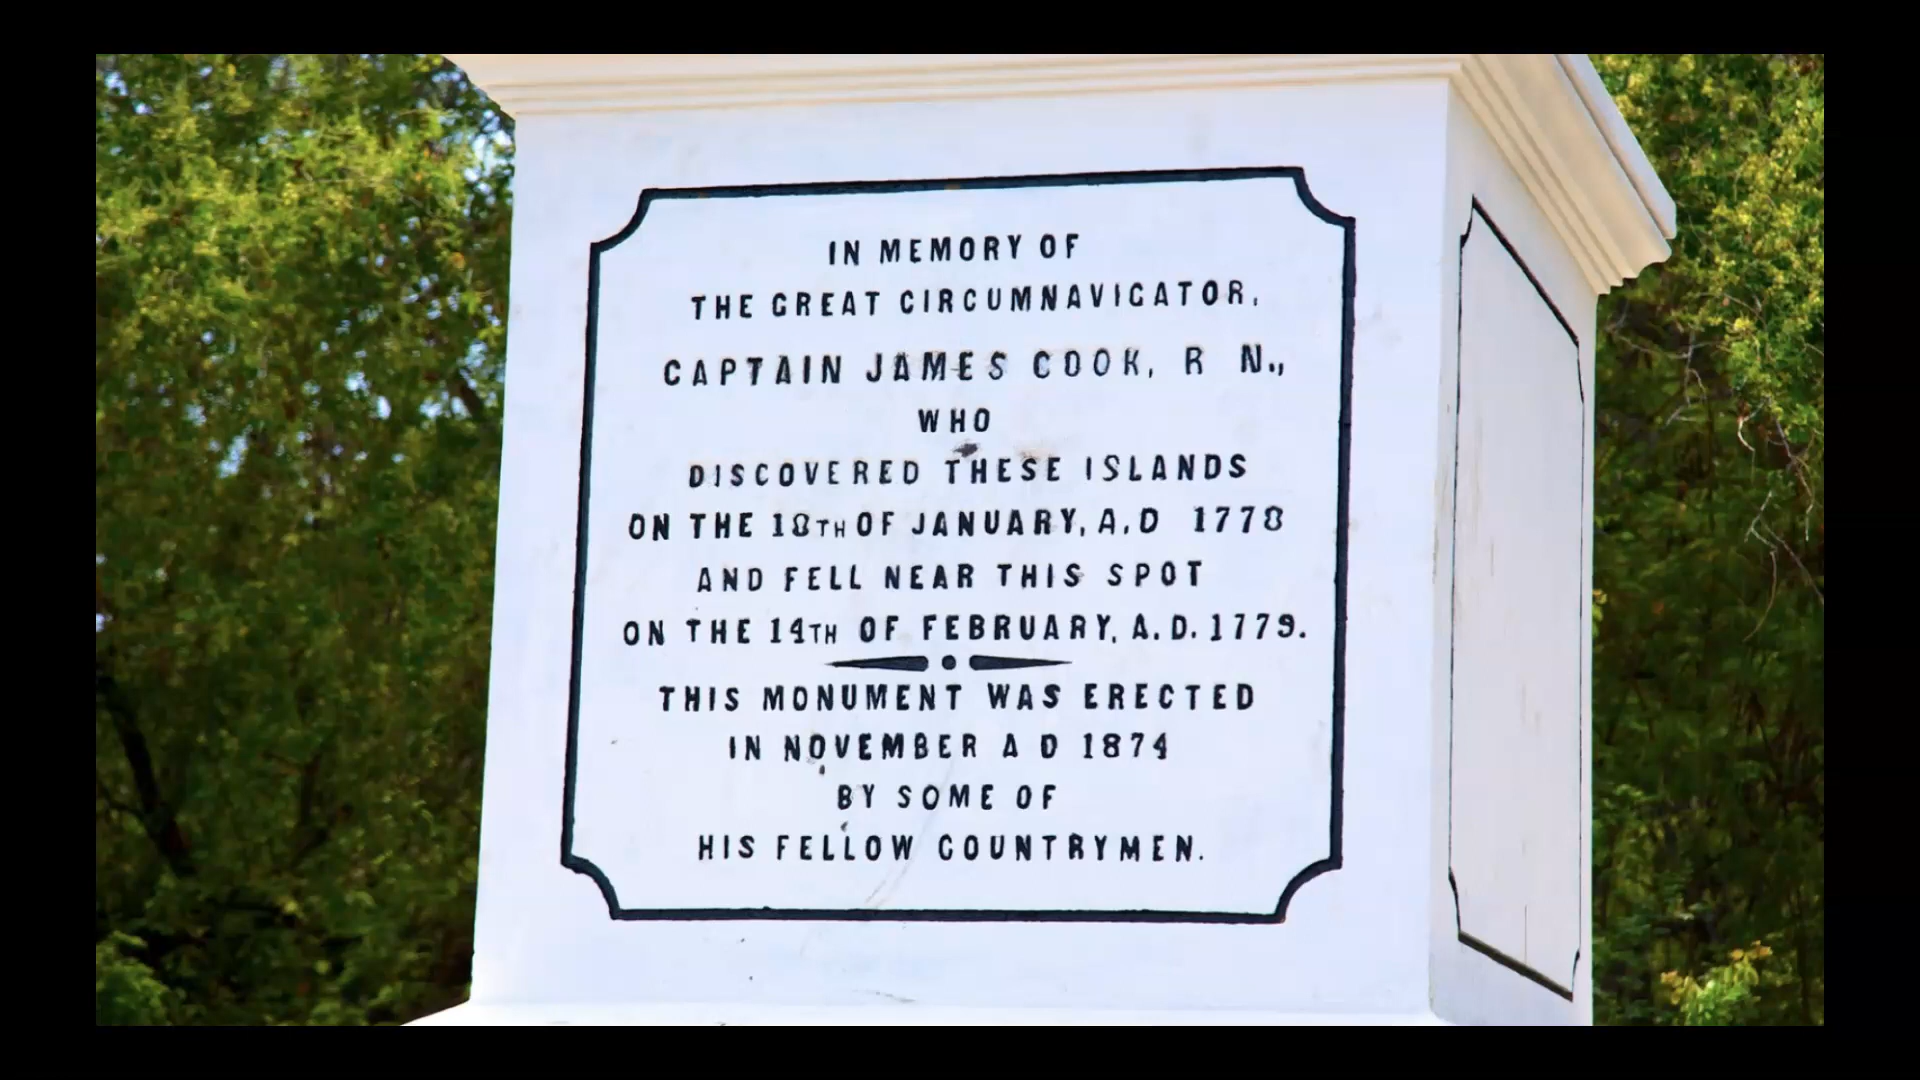 IN MEMORY OF
THE GREAT CIRCUMNAVIGATOR,
CAPTAIN JAMES COOK, R N.,
WHO
DISCOVERED THESE ISLANDS
ON THE 18TH OF JANUARY, A.D 1778
AND FELL NEAR THIS SPOT
ON THE 14TH OF FEBRUARY, A.D. 1779.
THIS MONUMENT WAS ERECTED
IN NOVEMBER A D 1874
BY SOME OF
HIS FELLOW COUNTRYMEN.